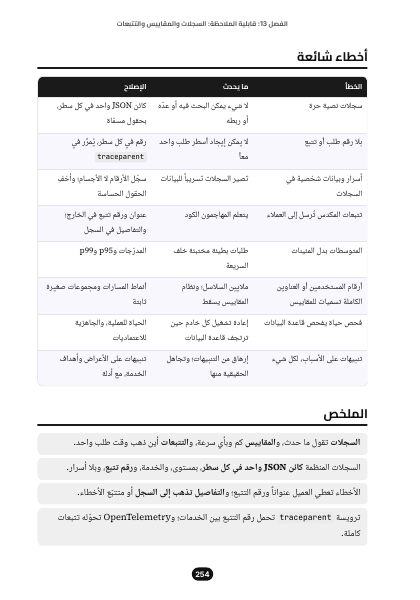 الفصل 13: قابلية الملاحظة: السجلات والمقاييس والتتبعات
أخطاء شائعة
الخطأ ما يحدث الإصلاح
سجلات نصية حرة لا شيء يمكن البحث فيه أو عدّه كائن JSON واحد في كل سطر،
أو ربطه بحقول مسمّاة
بلا رقم طلب أو تتبع لا يمكن إيجاد أسطر طلب واحد رقم في كل سطر، يُمرَّر في
معاً traceparent
أسرار وبيانات شخصية في تصير السجلات تسريباً للبيانات سجّل الأرقام لا الأجسام؛ وأخفِ
السجلات الحقول الحساسة
تتبعات المكدس تُرسل إلى العملاء يتعلم المهاجمون الكود عنوان ورقم تتبع في الخارج؛
والتفاصيل في السجل
المتوسطات بدل المئينات طلبات بطيئة مختبئة خلف المدرّجات وp95 وp99
السريعة
أرقام المستخدمين أو العناوين ملايين السلاسل؛ ونظام أنماط المسارات ومجموعات صغيرة
الكاملة تسميات للمقاييس المقاييس يسقط ثابتة
فحص حياة يفحص قاعدة البيانات إعادة تشغيل كل خادم حين الحياة للعملية، والجاهزية
ترتجف قاعدة البيانات للاعتماديات
تنبيهات على الأسباب، لكل شيء إرهاق من التنبيهات؛ وتجاهل تنبيهات على الأعراض وأهداف
الحقيقية منها الخدمة، مع أدلة
الملخص
السجلات تقول ما حدث، والمقاييس كم وبأي سرعة، والتتبعات أين ذهب وقت طلب واحد.
السجلات المنظمة كائن JSON واحد في كل سطر، بمستوى، والخدمة، ورقم تتبع، وبلا أسرار.
الأخطاء تعطي العميل عنواناً ورقم التتبع؛ والتفاصيل تذهب إلى السجل أو متتبّع الأخطاء.
ترويسة traceparent تحمل رقم التتبع بين الخدمات؛ وOpenTelemetry تحوّله تتبعات
كاملة.
254